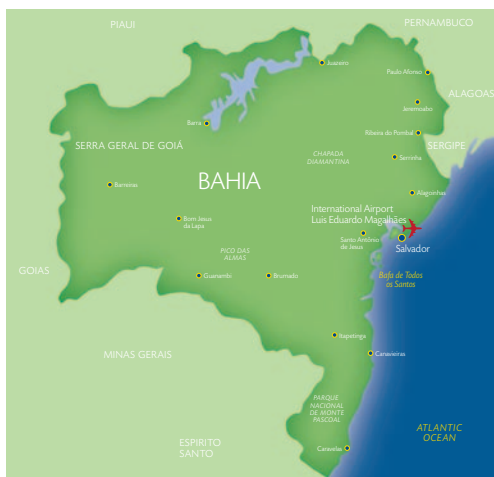 PIAUI
PERNAMBUCO
Juazeiro
Paulo Afonso
ALAGOAS
Jeremoabo
Barra
Ribeira do Pombal
SERRA GERAL DE GOIÁ
SERGIPE
CHAPADA
DIAMANTINA
Serrinha
BAHIA
Barreiras
Alagoinhas
International Airport
Luis Eduardo Magalhães
Bom Jesus
da Lapa
Santo Antônio
de Jesus
Salvador
PICO DAS
ALMAS
GOIAS
Guanambi
Brumado
Bafa de Todos
os Santos
Itapetinga
MINAS GERAIS
Canavieiras
PARQUE
NACIONAL
DE MONTE
PASCOAL
ATLANTIC
OCEAN
ESPIRITO
SANTO
Caravelas